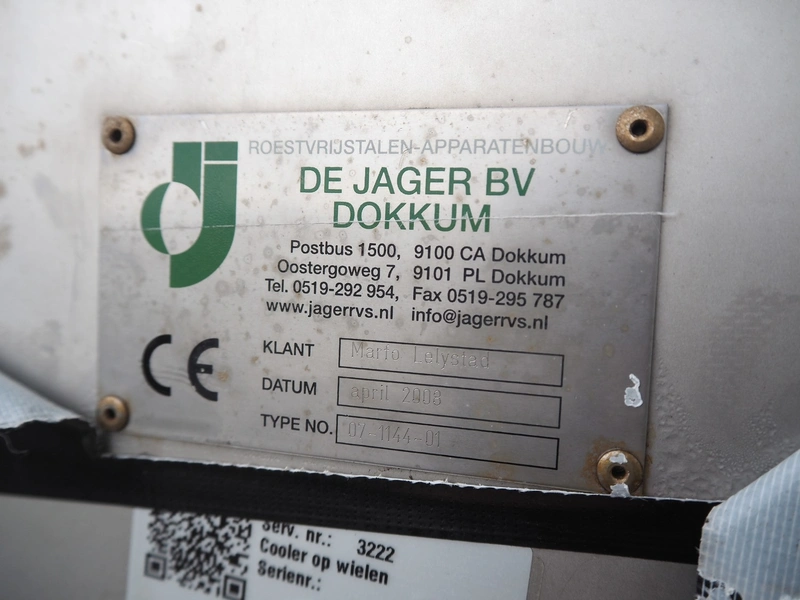 ROESTVRIJSTALEN-APPARATENBOUW
DE JAGER BV
DOKKUM
Postbus 1500, 9100 CA Dokkum
Oostergoweg 7, 9101 PL Dokkum
Tel. 0519-292 954, Fax 0519-295 787
www.jagerrvs.nl info@jagerrvs.nl
CE
KLANT Marfo Lelystad
DATUM april 2008
TYPE NO. 07-1144-01
Serv. nr.: 3222
Cooler op wielen
Serienr.: